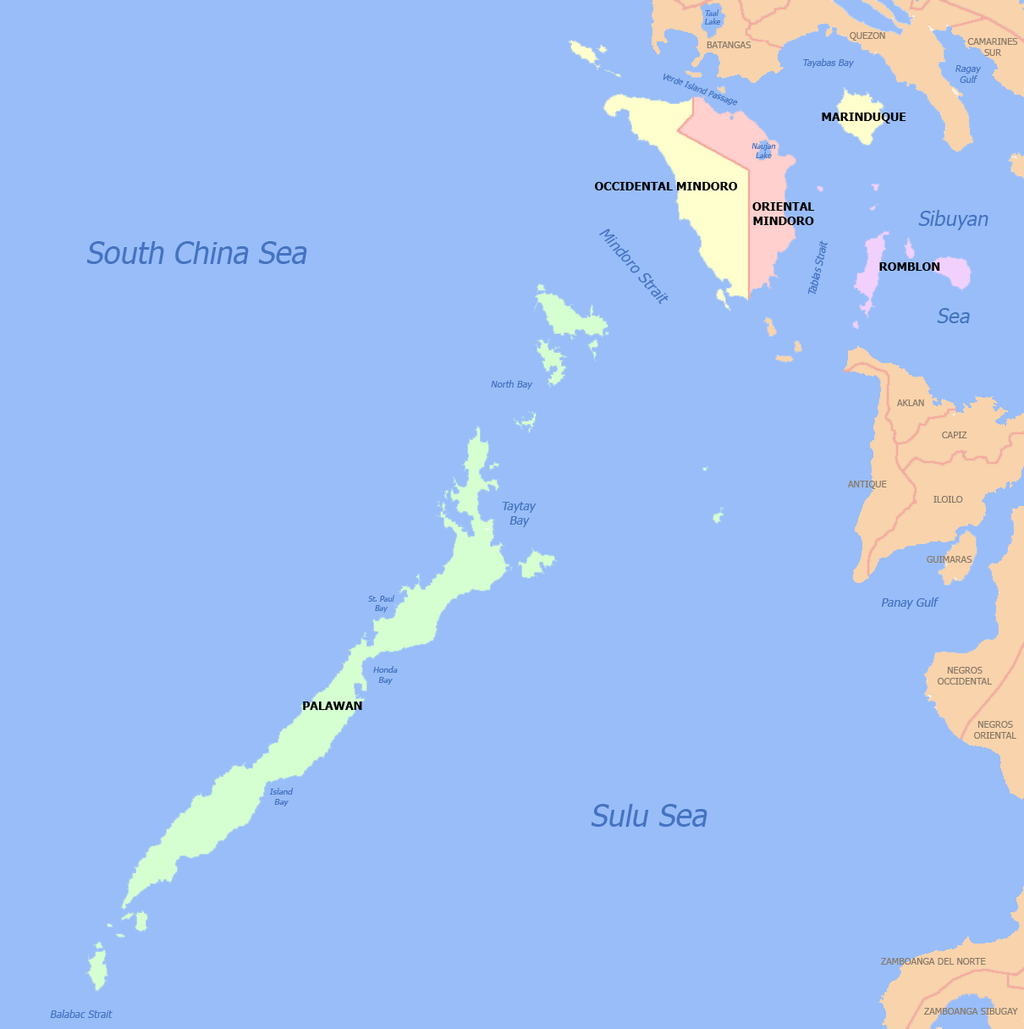 Taal
Lake
BATANGAS
QUEZON
CAMARINES
SUR
Tayabas Bay
Ragay
Gulf
Verde Island Passage
MARINDUQUE
Naujan
Lake
OCCIDENTAL MINDORO
ORIENTAL
MINDORO
Sibuyan
South China Sea
Mindoro Strait
Tablas Strait
ROMBLON
Sea
North Bay
AKLAN
CAPIZ
ANTIQUE
ILOILO
Taytay
Bay
GUIMARAS
St. Paul
Bay
Panay Gulf
Honda
Bay
NEGROS
OCCIDENTAL
PALAWAN
NEGROS
ORIENTAL
Island
Bay
Sulu Sea
ZAMBOANGA DEL NORTE
Balabac Strait
ZAMBOANGA SIBUGAY